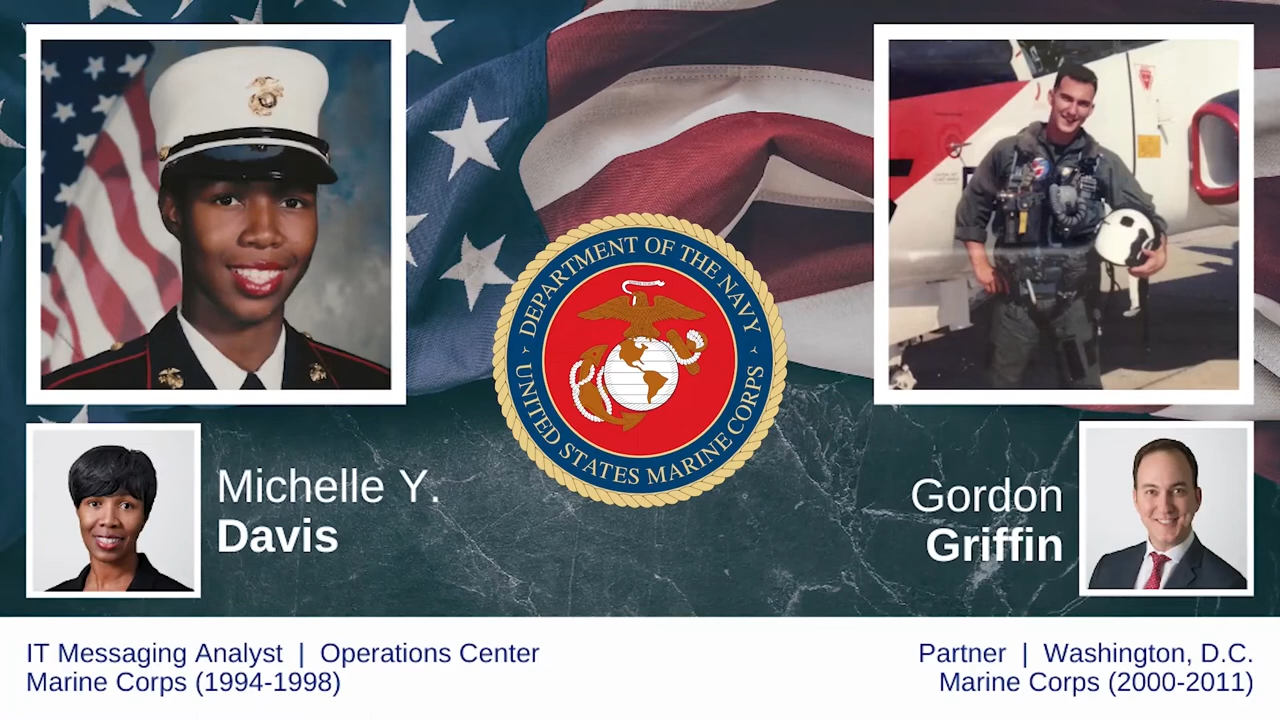 DEPARTMENT OF THE NAVY
UNITED STATES MARINE CORPS
Michelle Y.
Davis
Gordon
Griffin
IT Messaging Analyst | Operations Center
Marine Corps (1994-1998)
Partner | Washington, D.C.
Marine Corps (2000-2011)